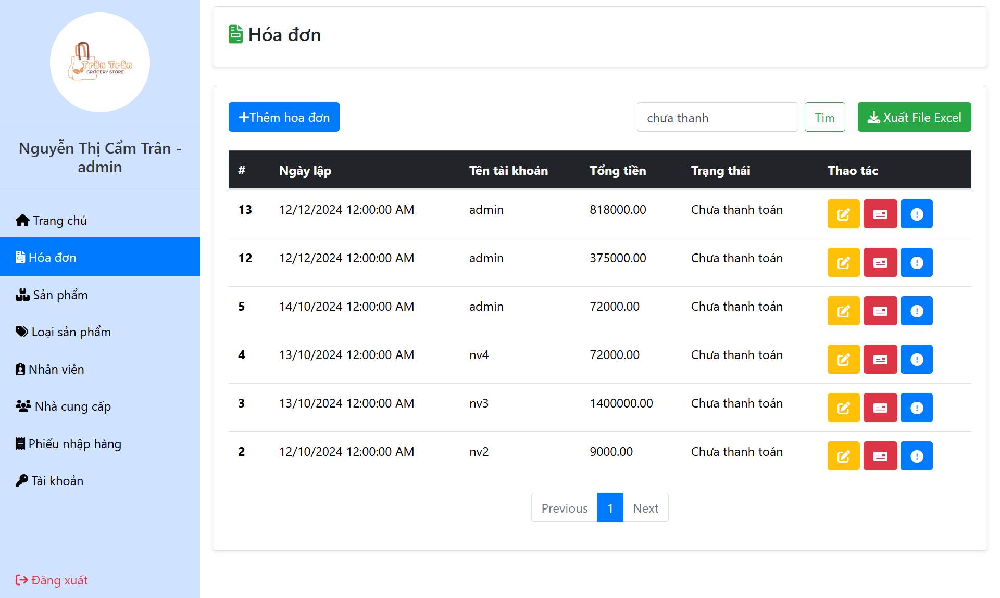 Trân Trân
GROCERY STORE
Nguyễn Thị Cẩm Trân -
admin
Trang chủ
Hóa đơn
Sản phẩm
Loại sản phẩm
Nhân viên
Nhà cung cấp
Phiếu nhập hàng
Tài khoản
Đăng xuất
Hóa đơn
Thêm hoa đơn
chưa thanh
Tìm
Xuất File Excel
# Ngày lập Tên tài khoản Tổng tiền Trạng thái Thao tác
13 12/12/2024 12:00:00 AM admin 818000.00 Chưa thanh toán
12 12/12/2024 12:00:00 AM admin 375000.00 Chưa thanh toán
5 14/10/2024 12:00:00 AM admin 72000.00 Chưa thanh toán
4 13/10/2024 12:00:00 AM nv4 72000.00 Chưa thanh toán
3 13/10/2024 12:00:00 AM nv3 1400000.00 Chưa thanh toán
2 12/10/2024 12:00:00 AM nv2 9000.00 Chưa thanh toán
Previous 1 Next